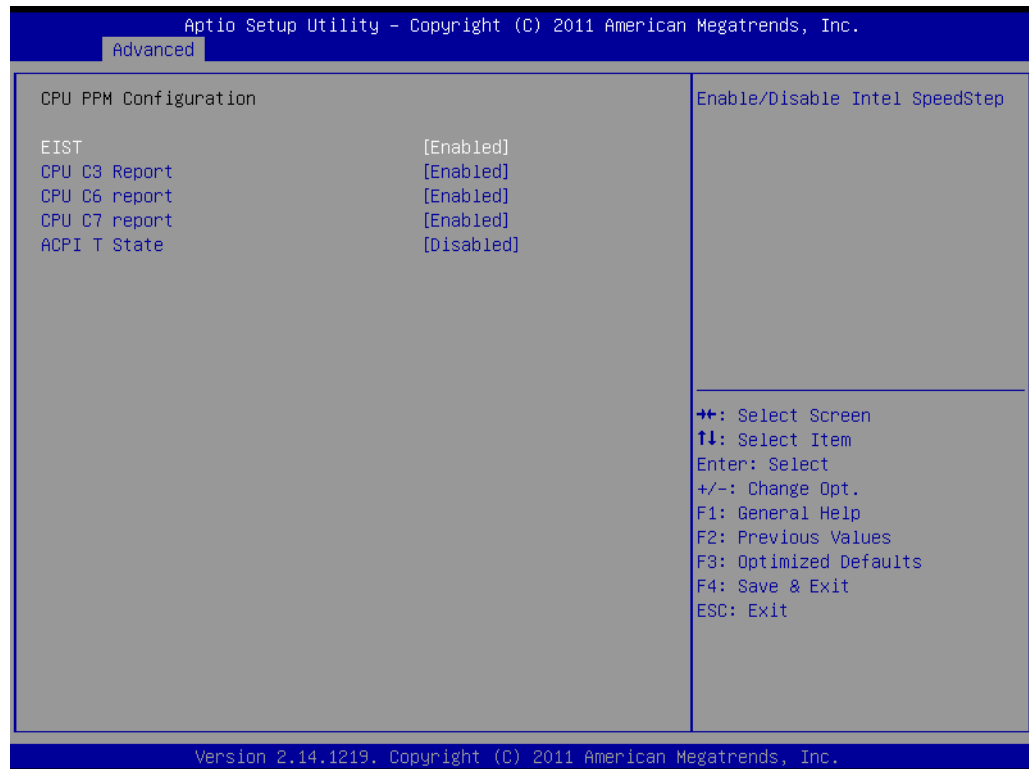 Aptio Setup Utility – Copyright (C) 2011 American Megatrends, Inc.
Advanced
CPU PPM Configuration
EIST [Enabled]
CPU C3 Report [Enabled]
CPU C6 report [Enabled]
CPU C7 report [Enabled]
ACPI T State [Disabled]
Enable/Disable Intel SpeedStep
→←: Select Screen
↑↓: Select Item
Enter: Select
+/-: Change Opt.
F1: General Help
F2: Previous Values
F3: Optimized Defaults
F4: Save & Exit
ESC: Exit
Version 2.14.1219. Copyright (C) 2011 American Megatrends, Inc.